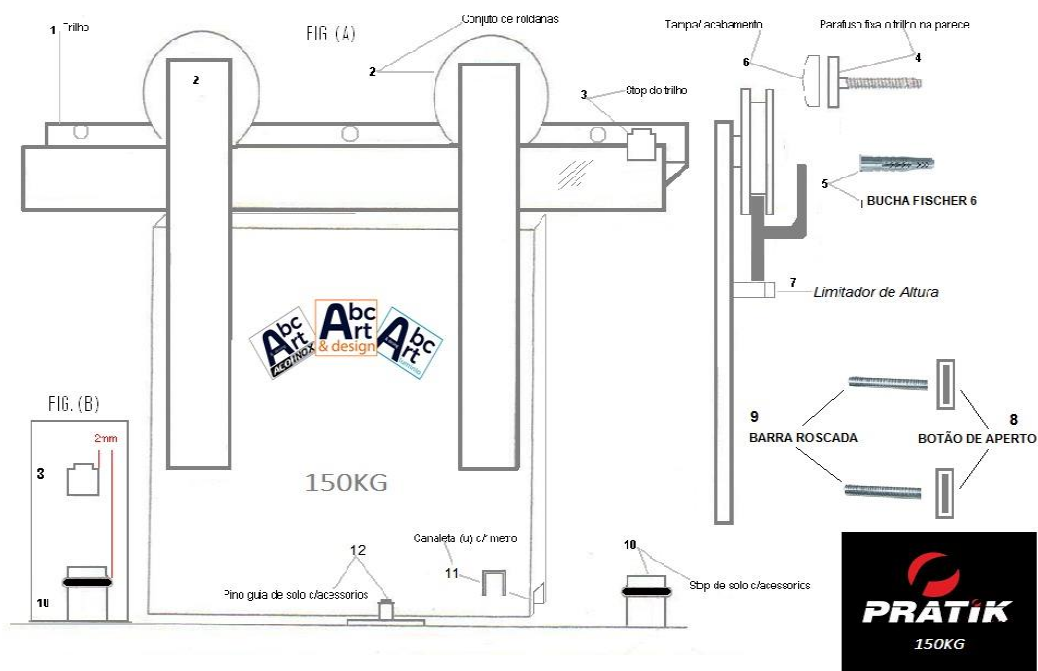 1 Trilho
FIG. (A)
Conjuto de roldanas
2
2
3 Stop do trilho
Tampa/ acabamento
6
Parafuso fixa o trilho na parece
4
5
BUCHA FISCHER 6
7 Limitador de Altura
Abc
Art
AÇO INOX
Abc
Art
& design
Abc
Art
FIG. (B)
2mm
3
10
150KG
9
BARRA ROSCADA
8
BOTÃO DE APERTO
12
Pino guia de solo c/acessorios
Canaleta (u) c/1 metro
11
10
Stop de solo c/acessorios
PRATIK
150KG